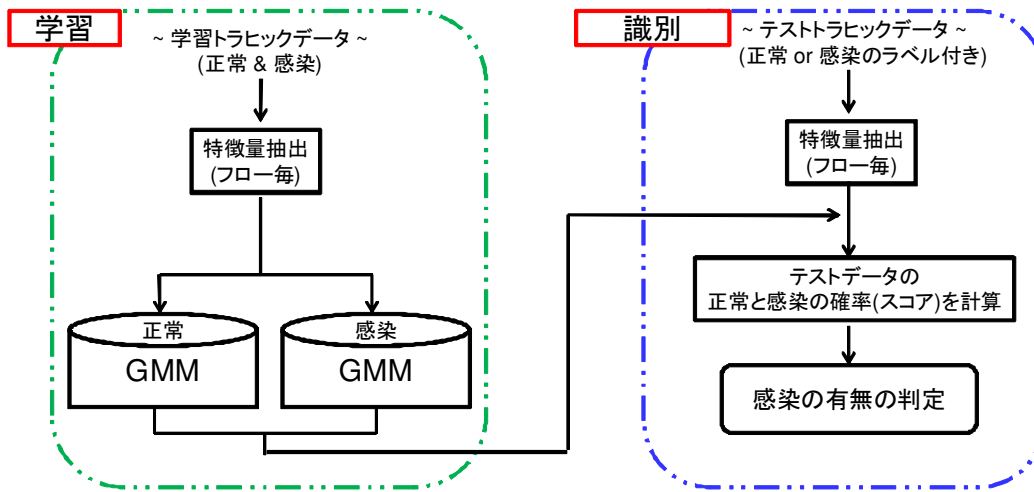 学習
~ 学習トラヒックデータ ~
(正常 & 感染)
特徴量抽出
(フロー毎)
正常
GMM
感染
GMM
識別
~ テストトラヒックデータ ~
(正常 or 感染のラベル付き)
特徴量抽出
(フロー毎)
テストデータの
正常と感染の確率(スコア)を計算
感染の有無の判定